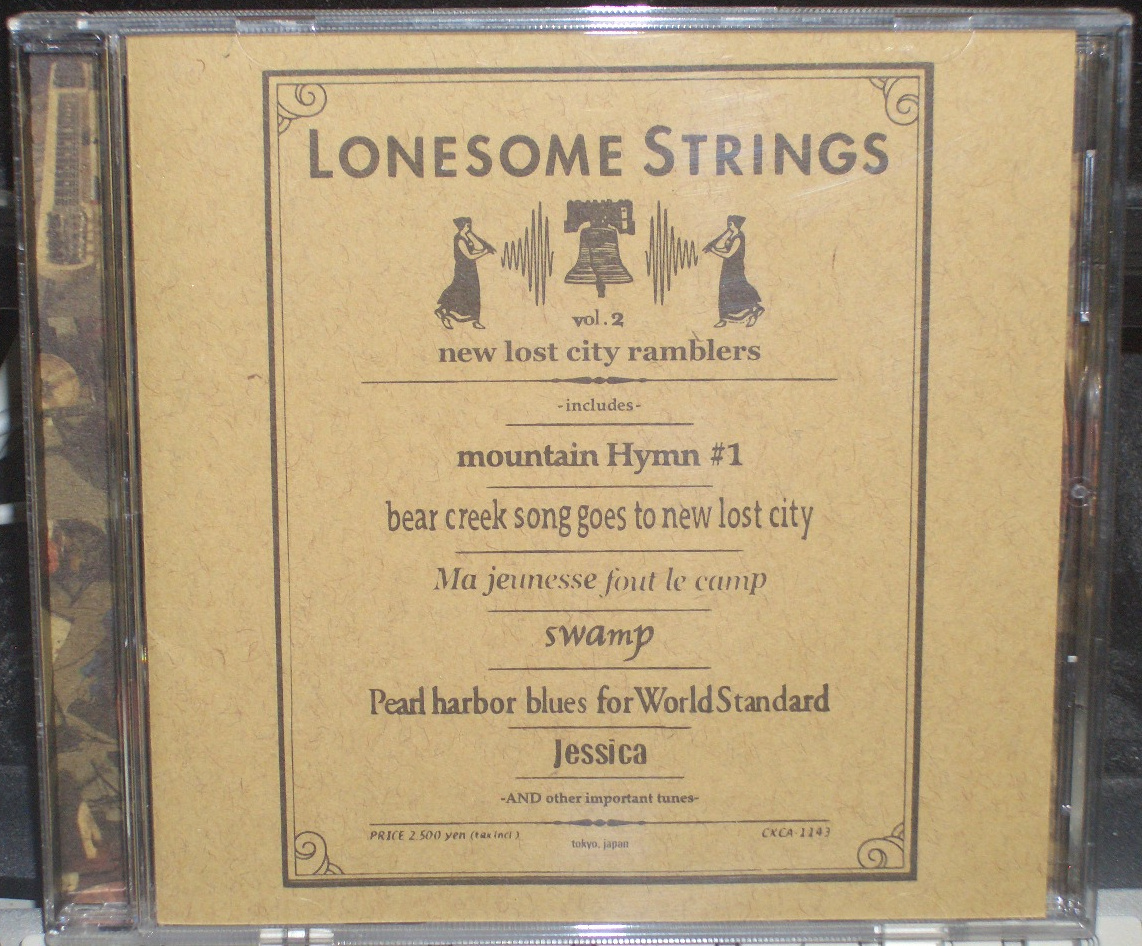 LONESOME STRINGS
vol.2
new lost city ramblers
-includes-
mountain Hymn #1
bear creek song goes to new lost city
Ma jeunesse fout le camp
swamp
Pearl harbor blues for World Standard
Jessica
-AND other important tunes-
PRICE 2.500 yen (tax incl)
CKCA-1143
tokyo, japan